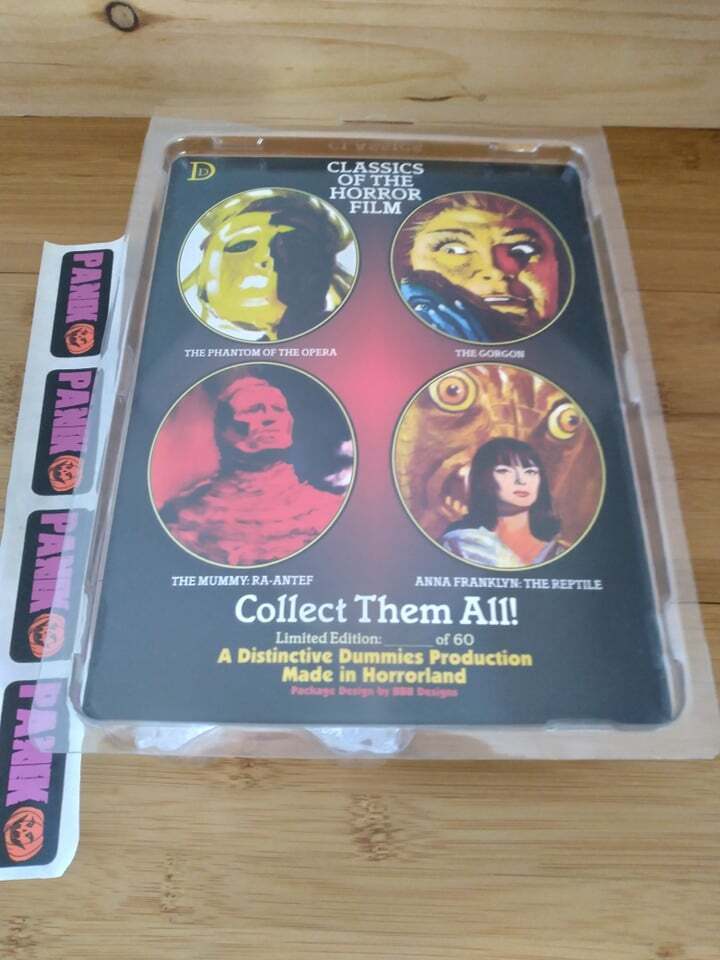 D
CLASSICS
OF THE
HORROR
FILM
THE PHANTOM OF THE OPERA
THE GORGON
THE MUMMY: RA-ANTEF
ANNA FRANKLYN: THE REPTILE
Collect Them All!
Limited Edition: ______ of 60
A Distinctive Dummies Production
Made in Horrorland
Package Design by BBB Designs
PANIK
PANIK
PANIK
PANIK